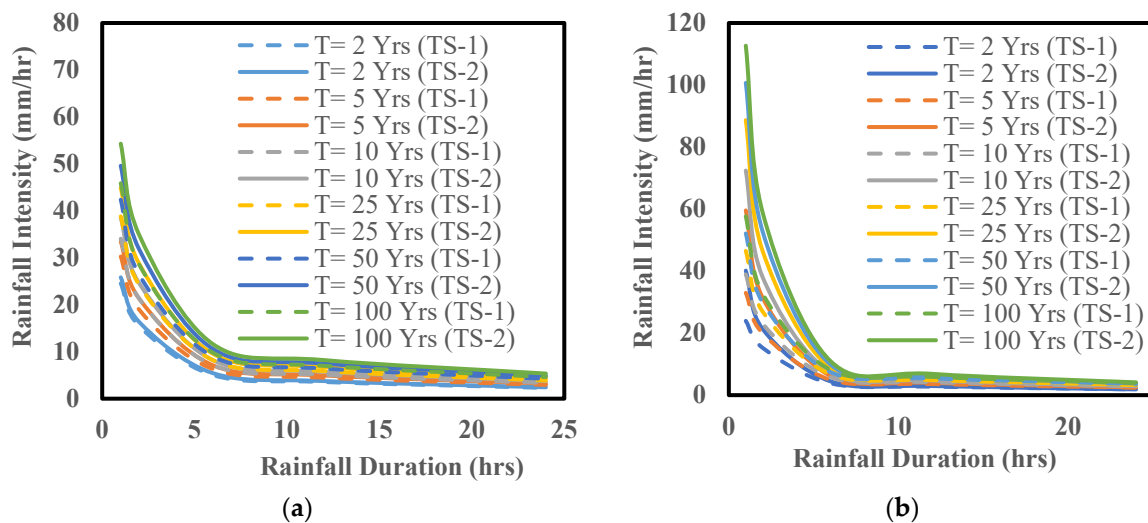 80
70
60
50
40
30
20
10
0
Rainfall Intensity (mm/hr)
T= 2 Yrs (TS-1)
T= 2 Yrs (TS-2)
T= 5 Yrs (TS-1)
T= 5 Yrs (TS-2)
T= 10 Yrs (TS-1)
T= 10 Yrs (TS-2)
T= 25 Yrs (TS-1)
T= 25 Yrs (TS-2)
T= 50 Yrs (TS-1)
T= 50 Yrs (TS-2)
T= 100 Yrs (TS-1)
T= 100 Yrs (TS-2)
0 5 10 15 20 25
Rainfall Duration (hrs)
(a)
120
100
80
60
40
20
0
Rainfall Intensity (mm/hr)
T= 2 Yrs (TS-1)
T= 2 Yrs (TS-2)
T= 5 Yrs (TS-1)
T= 5 Yrs (TS-2)
T= 10 Yrs (TS-1)
T= 10 Yrs (TS-2)
T= 25 Yrs (TS-1)
T= 25 Yrs (TS-2)
T= 50 Yrs (TS-1)
T= 50 Yrs (TS-2)
T= 100 Yrs (TS-1)
T= 100 Yrs (TS-2)
0 10 20
Rainfall Duration (hrs)
(b)